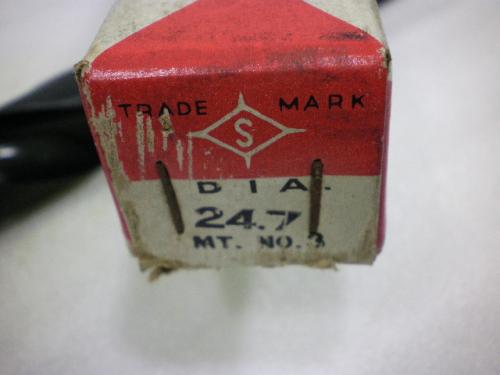 TRADE MARK
S
DIA.
24.7
MT. NO. 3